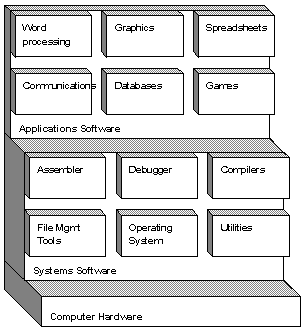 Word
processing
Graphics
Spreadsheets
Communications
Databases
Games
Applications Software
Assembler
Debugger
Compilers
File Mgmt
Tools
Operating
System
Utilities
Systems Software
Computer Hardware